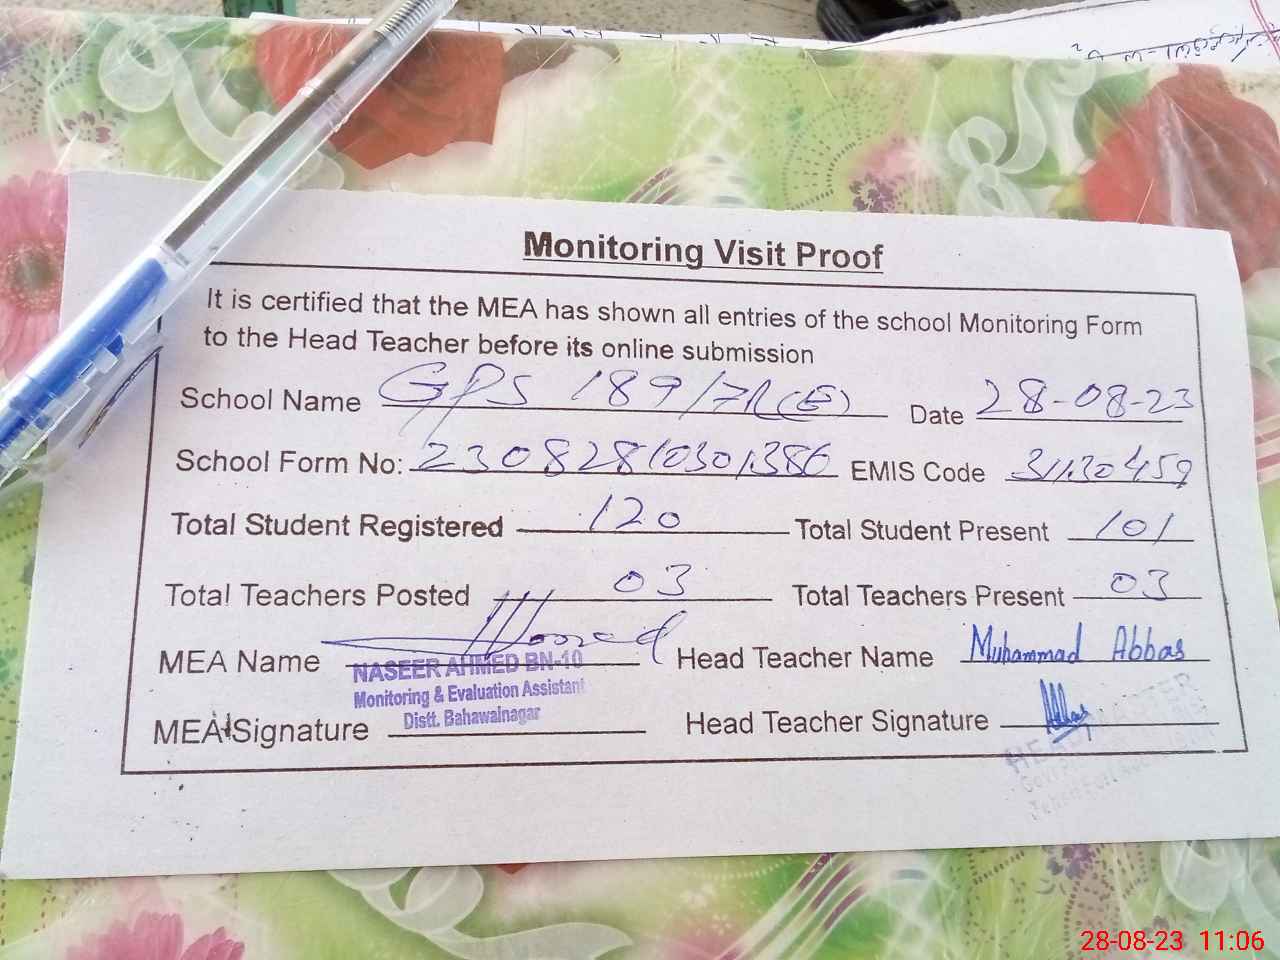 Monitoring Visit Proof
It is certified that the MEA has shown all entries of the school Monitoring Form
to the Head Teacher before its online submission
School Name GPS 189/7R(E) Date 28-08-23
School Form No: 23082810301386 EMIS Code 31130459
Total Student Registered 120 Total Student Present 101
Total Teachers Posted 03 Total Teachers Present 03
MEA Name Head Teacher Name Muhammad Abbas
NASEER AHMED BN-10
Monitoring & Evaluation Assistant
Distt. Bahawalnagar
MEA Signature Head Teacher Signature
HEADMASTER
28-08-23 11:06